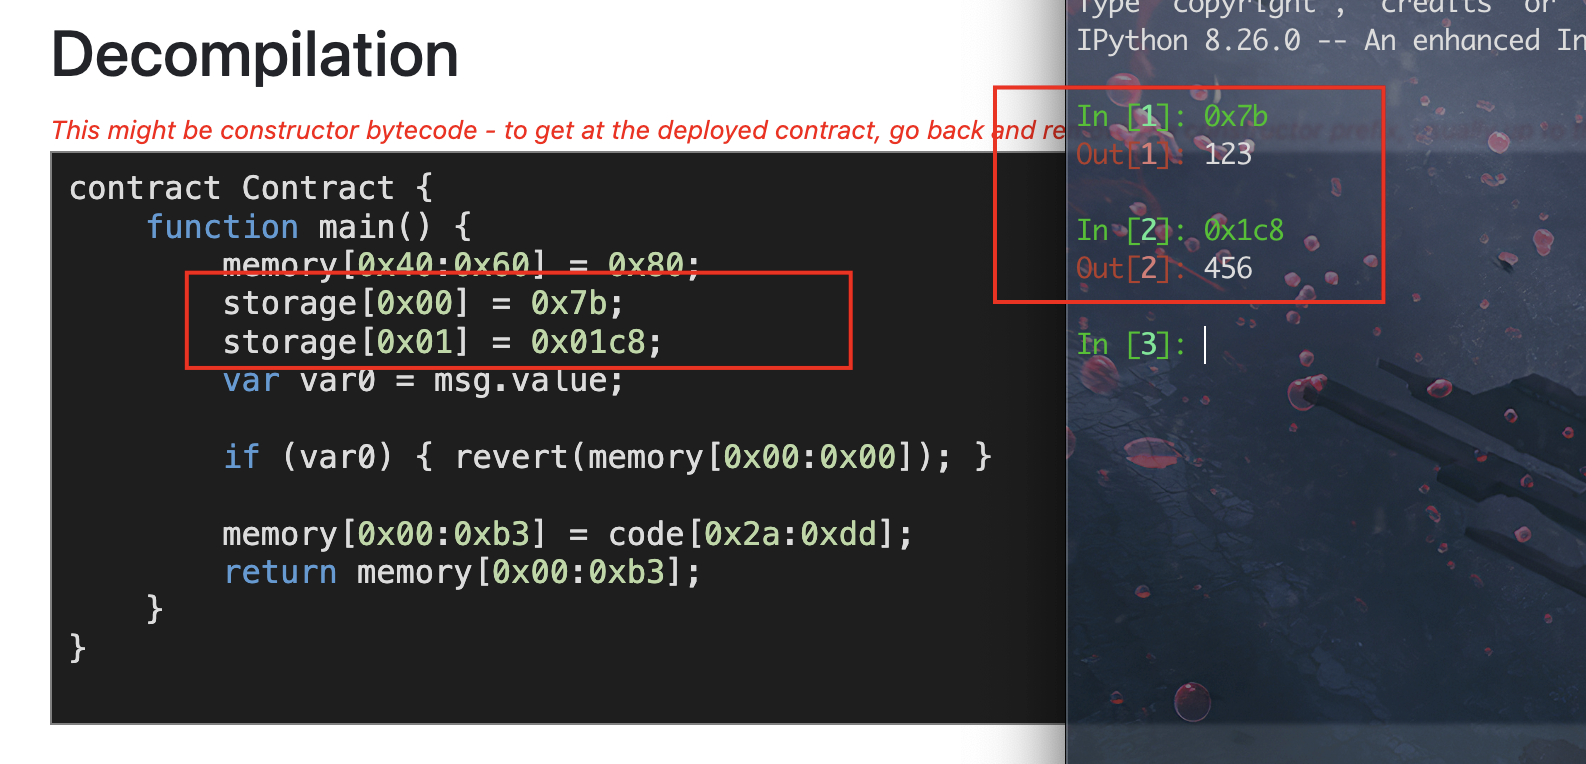 Decompilation
This might be constructor bytecode - to get at the deployed contract, go back and re
contract Contract {
function main() {
memory[0x40:0x60] = 0x80;
storage[0x00] = 0x7b;
storage[0x01] = 0x01c8;
var var0 = msg.value;
if (var0) { revert(memory[0x00:0x00]); }
memory[0x00:0xb3] = code[0x2a:0xdd];
return memory[0x00:0xb3];
}
}
Type "copyright", "credits" or
IPython 8.26.0 -- An enhanced In
In [1]: 0x7b
Out[1]: 123
In [2]: 0x1c8
Out[2]: 456
In [3]: